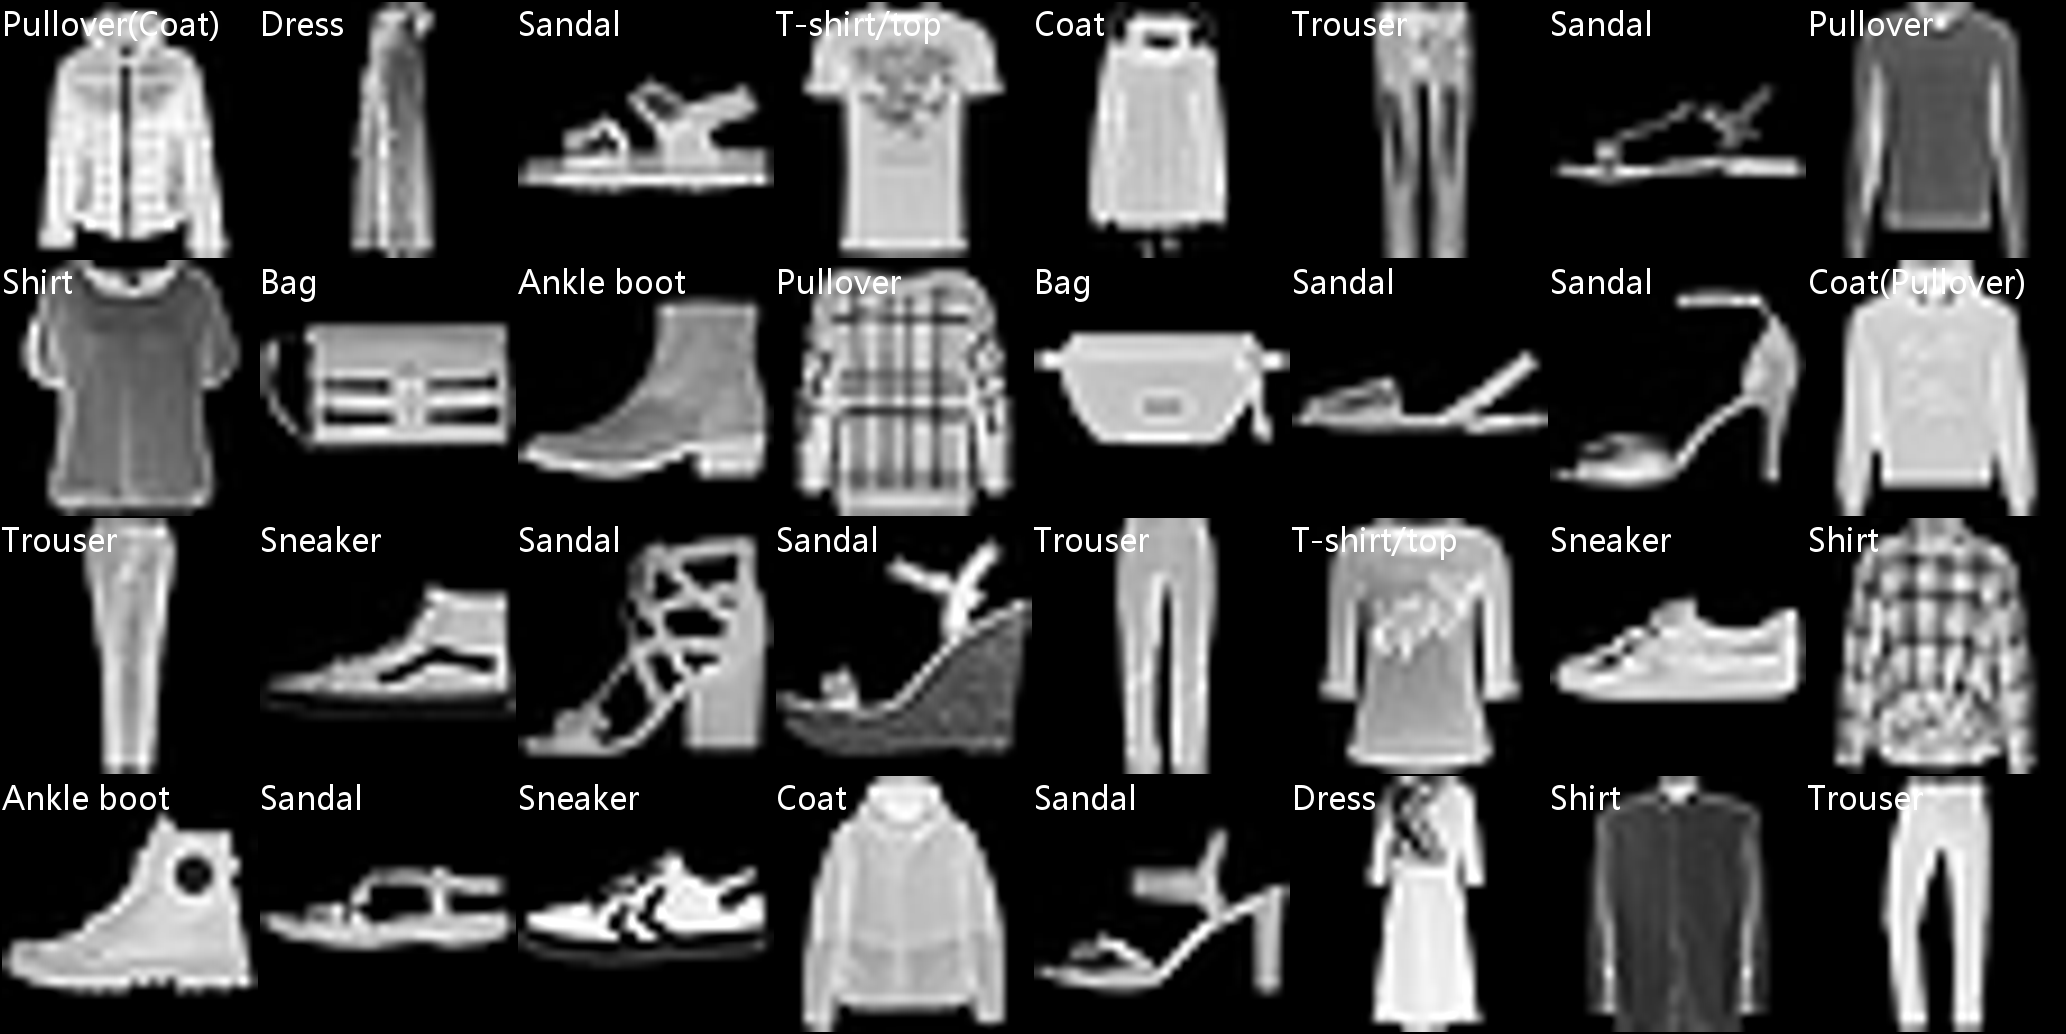 Pullover(Coat) Dress Sandal T-shirt/top Coat Trouser Sandal Pullover
Shirt Bag Ankle boot Pullover Bag Sandal Sandal Coat(Pullover)
Trouser Sneaker Sandal Sandal Trouser T-shirt/top Sneaker Shirt
Ankle boot Sandal Sneaker Coat Sandal Dress Shirt Trouser